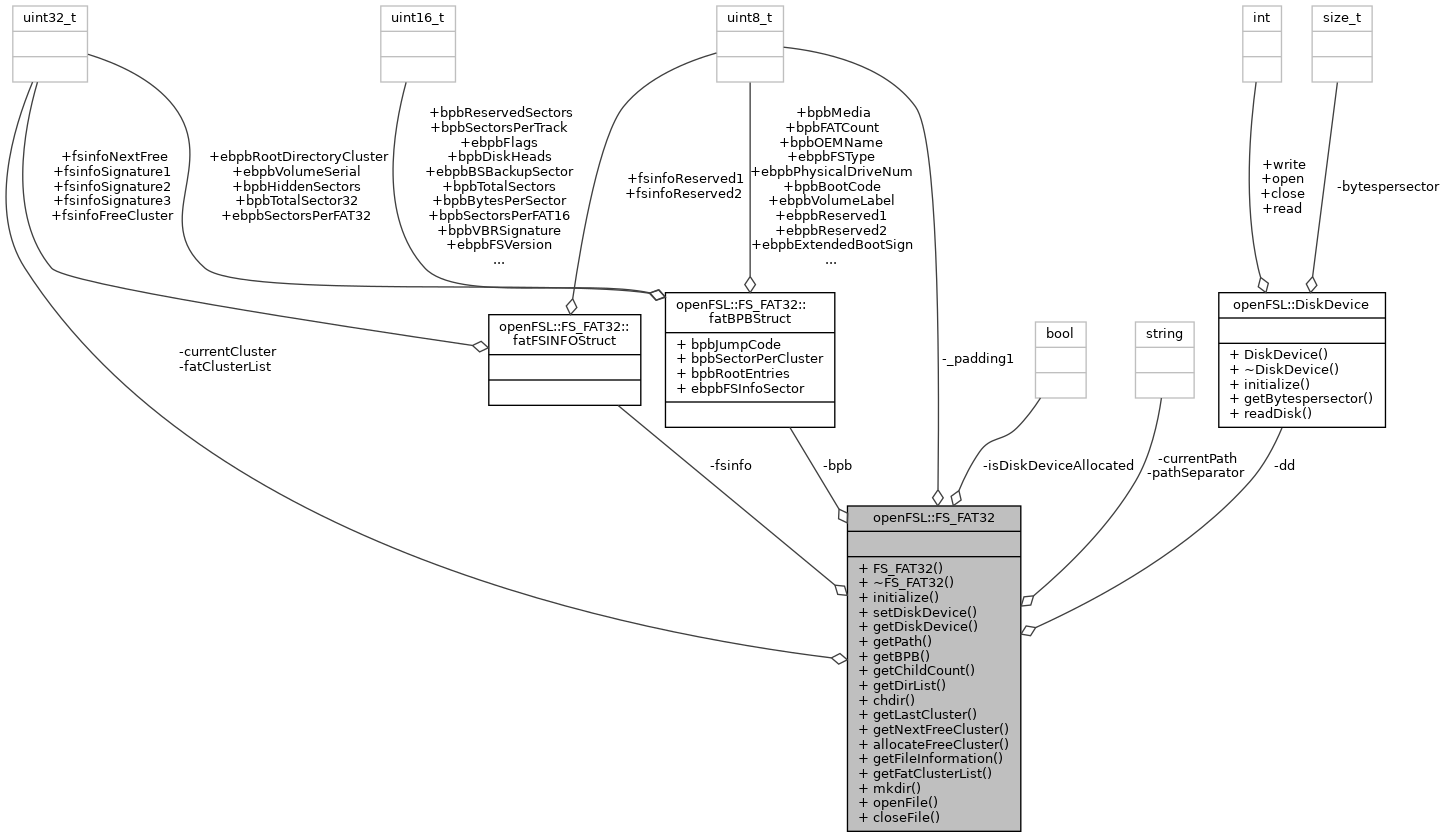 uint32_t
uint16_t
uint8_t
int
size_t
+fsinfoNextFree
+fsinfoSignature1
+fsinfoSignature2
+fsinfoSignature3
+fsinfoFreeCluster
+ebpbRootDirectoryCluster
+ebpbVolumeSerial
+bpbHiddenSectors
+bpbTotalSector32
+ebpbSectorsPerFAT32
+bpbReservedSectors
+bpbSectorsPerTrack
+ebpbFlags
+bpbDiskHeads
+ebpbBSBackupSector
+bpbTotalSectors
+bpbBytesPerSector
+bpbSectorsPerFAT16
+bpbVBRSignature
+ebpbFSVersion
...
+fsinfoReserved1
+fsinfoReserved2
+bpbMedia
+bpbFATCount
+bpbOEMName
+ebpbFSType
+ebpbPhysicalDriveNum
+bpbBootCode
+ebpbVolumeLabel
+ebpbReserved1
+ebpbReserved2
+ebpbExtendedBootSign
...
+write
+open
+close
+read
-bytespersector
openFSL::FS_FAT32::
fatFSINFOStruct
openFSL::FS_FAT32::
fatBPBStruct
+ bpbJumpCode
+ bpbSectorPerCluster
+ bpbRootEntries
+ ebpbFSInfoSector
bool
string
openFSL::DiskDevice
+ DiskDevice()
+ ~DiskDevice()
+ initialize()
+ getBytespersector()
+ readDisk()
-currentCluster
-fatClusterList
-_padding1
-fsinfo
-bpb
-isDiskDeviceAllocated
-currentPath
-pathSeparator
-dd
openFSL::FS_FAT32
+ FS_FAT32()
+ ~FS_FAT32()
+ initialize()
+ setDiskDevice()
+ getDiskDevice()
+ getPath()
+ getBPB()
+ getChildCount()
+ getDirList()
+ chdir()
+ getLastCluster()
+ getNextFreeCluster()
+ allocateFreeCluster()
+ getFileInformation()
+ getFatClusterList()
+ mkdir()
+ openFile()
+ closeFile()